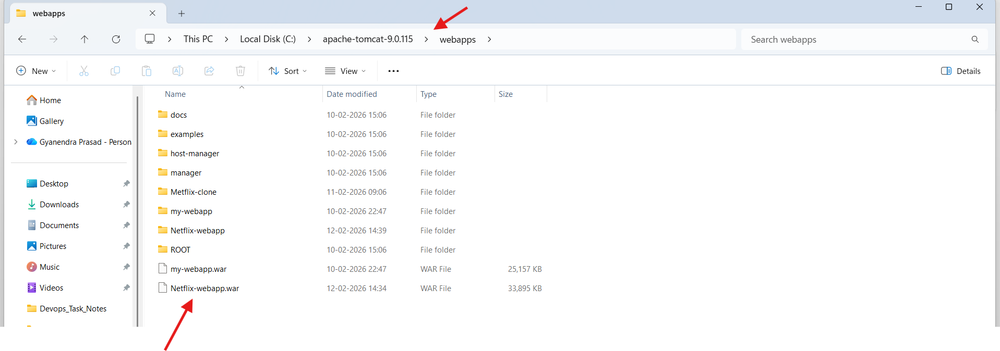 webapps
This PC > Local Disk (C:) > apache-tomcat-9.0.115 > webapps >
Search webapps
New
Sort
View
Details
Home
Gallery
Gyanendra Prasad - Person
Desktop
Downloads
Documents
Pictures
Music
Videos
Devops_Task_Notes
Name Date modified Type Size
docs 10-02-2026 15:06 File folder
examples 10-02-2026 15:06 File folder
host-manager 10-02-2026 15:06 File folder
manager 10-02-2026 15:06 File folder
Metflix-clone 11-02-2026 09:06 File folder
my-webapp 10-02-2026 22:47 File folder
Netflix-webapp 12-02-2026 14:39 File folder
ROOT 10-02-2026 15:06 File folder
my-webapp.war 10-02-2026 22:47 WAR File 25,157 KB
Netflix-webapp.war 12-02-2026 14:34 WAR File 33,895 KB